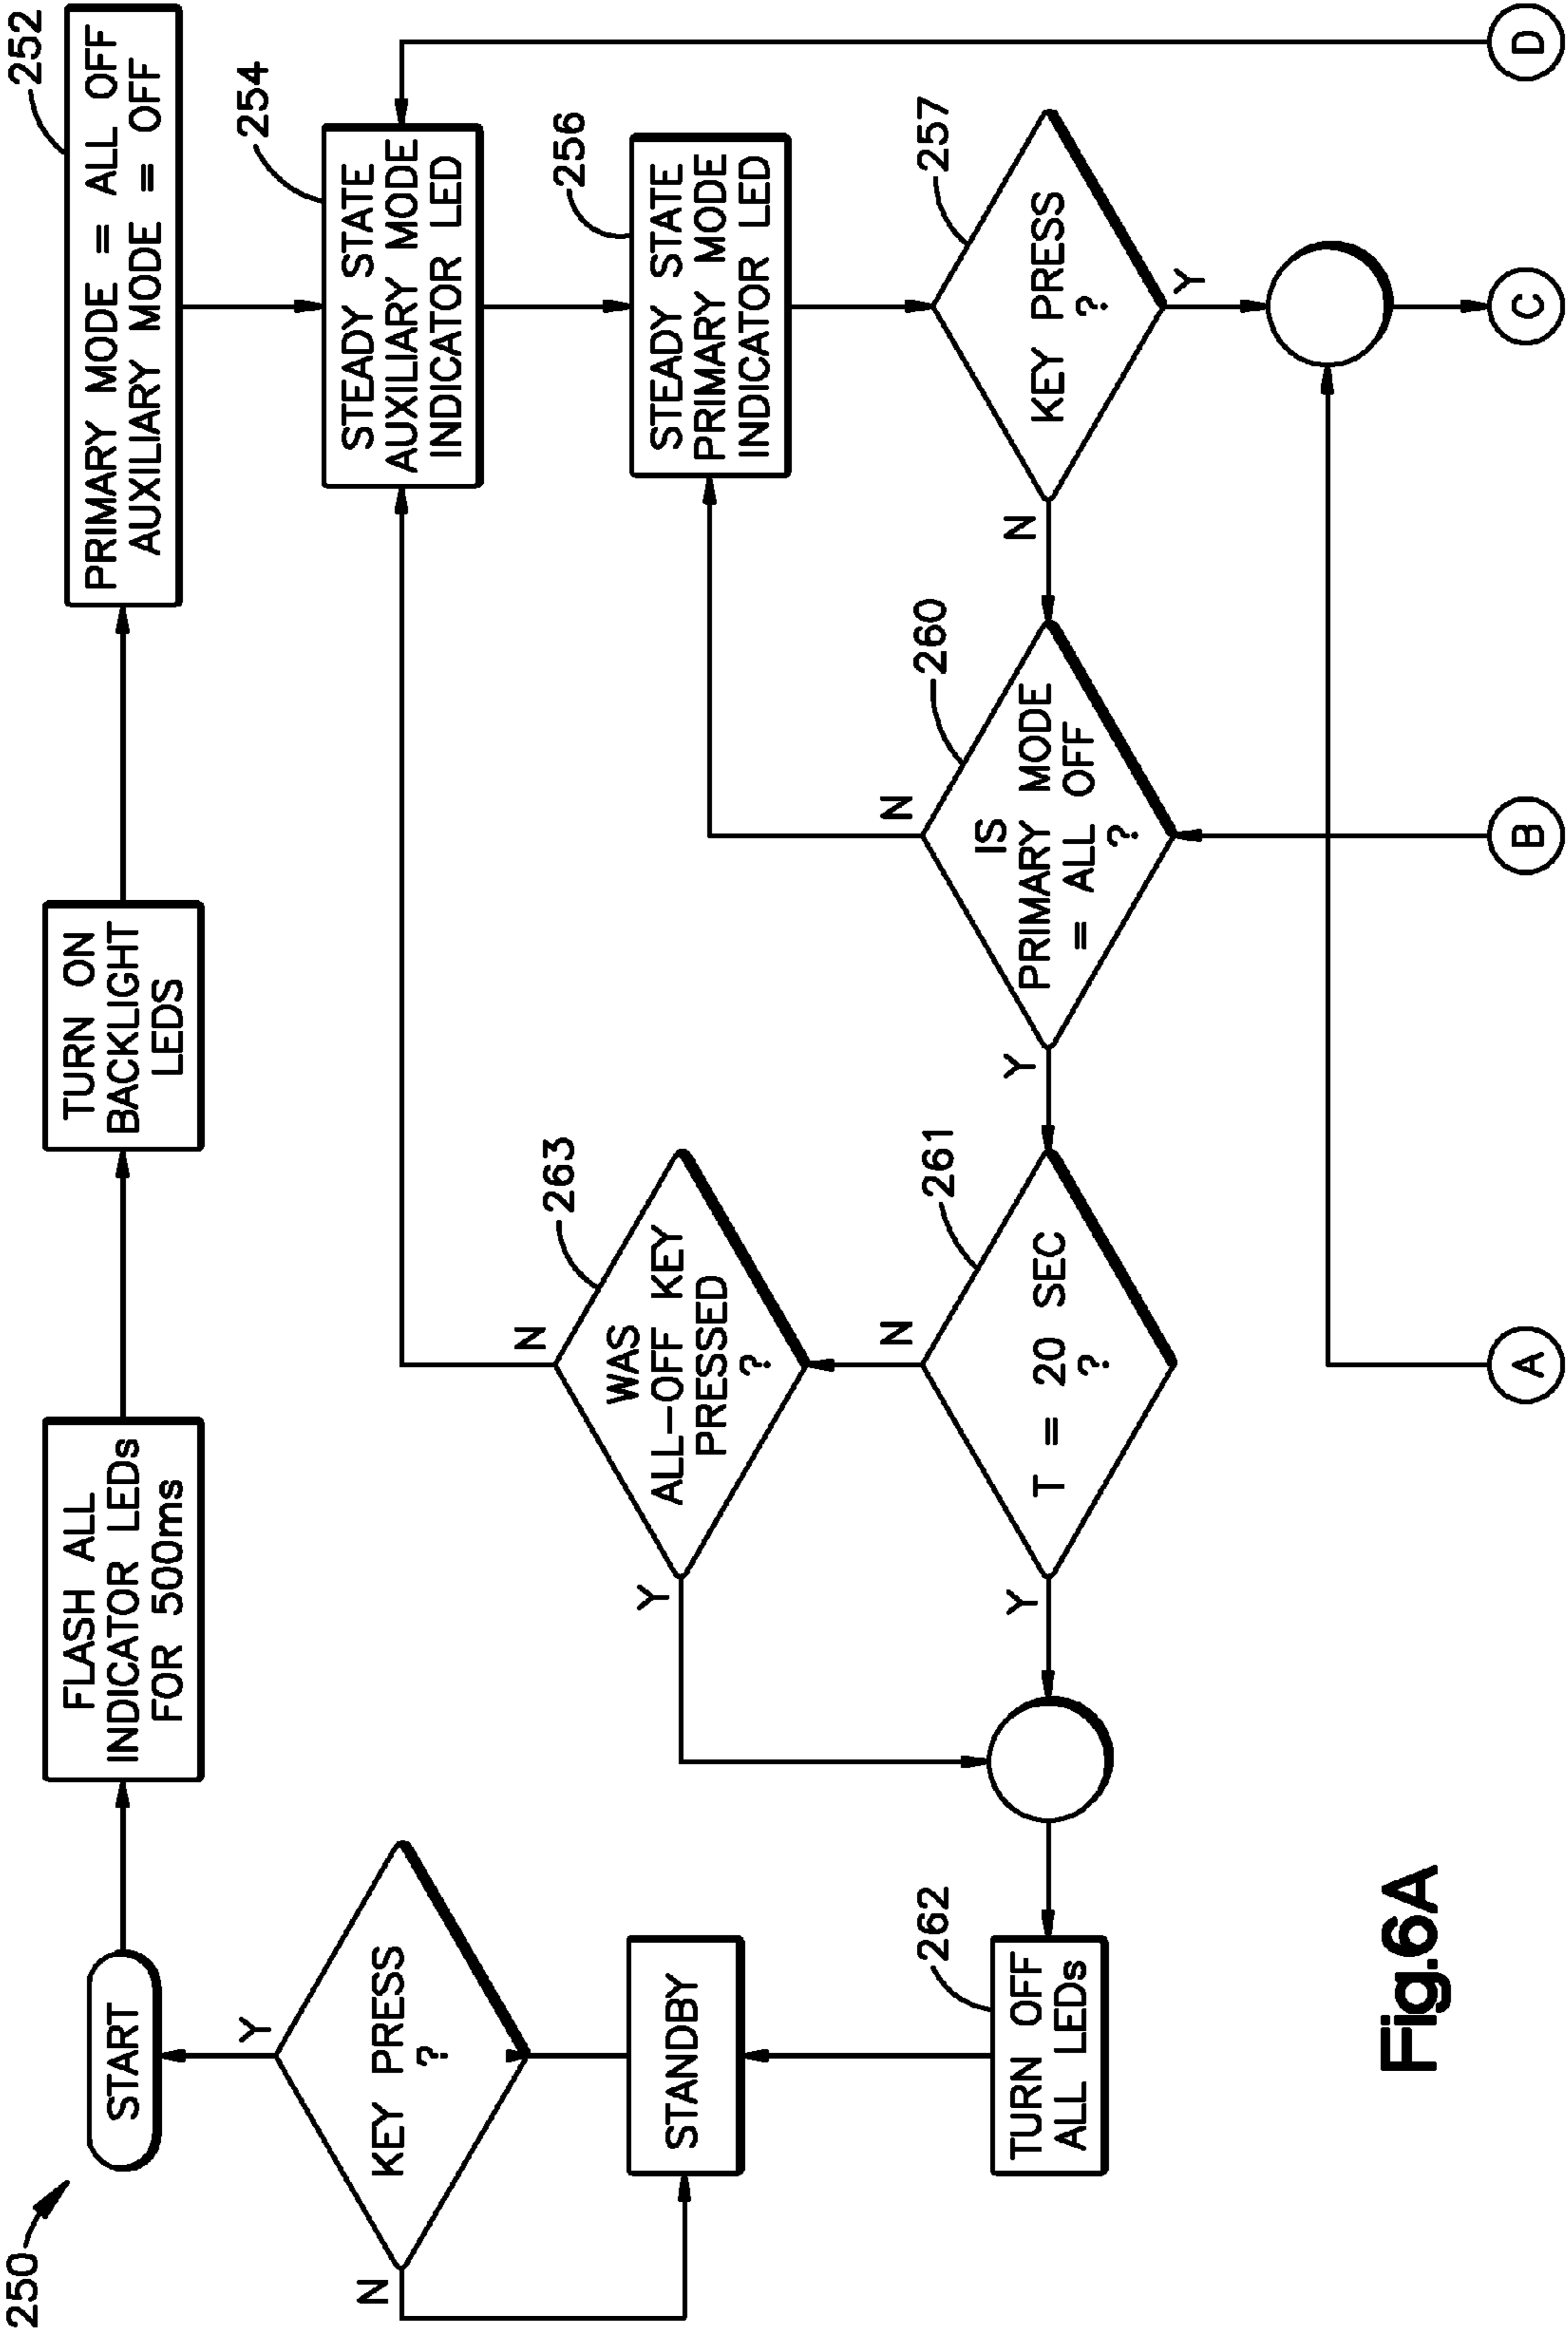 250
START
FLASH ALL
INDICATOR LEDs
FOR 500ms
TURN ON
BACKLIGHT
LEDS
252
PRIMARY MODE = ALL OFF
AUXILIARY MODE = OFF
254
STEADY STATE
AUXILIARY MODE
INDICATOR LED
256
STEADY STATE
PRIMARY MODE
INDICATOR LED
Y
KEY PRESS
?
N
STANDBY
263
WAS
ALL-OFF KEY
PRESSED
?
N
Y
257
KEY PRESS
?
N
Y
260
IS
PRIMARY MODE
= ALL OFF
?
N
Y
261
T = 20 SEC
?
N
Y
262
TURN OFF
ALL LEDs
A
B
C
D
Fig.6A